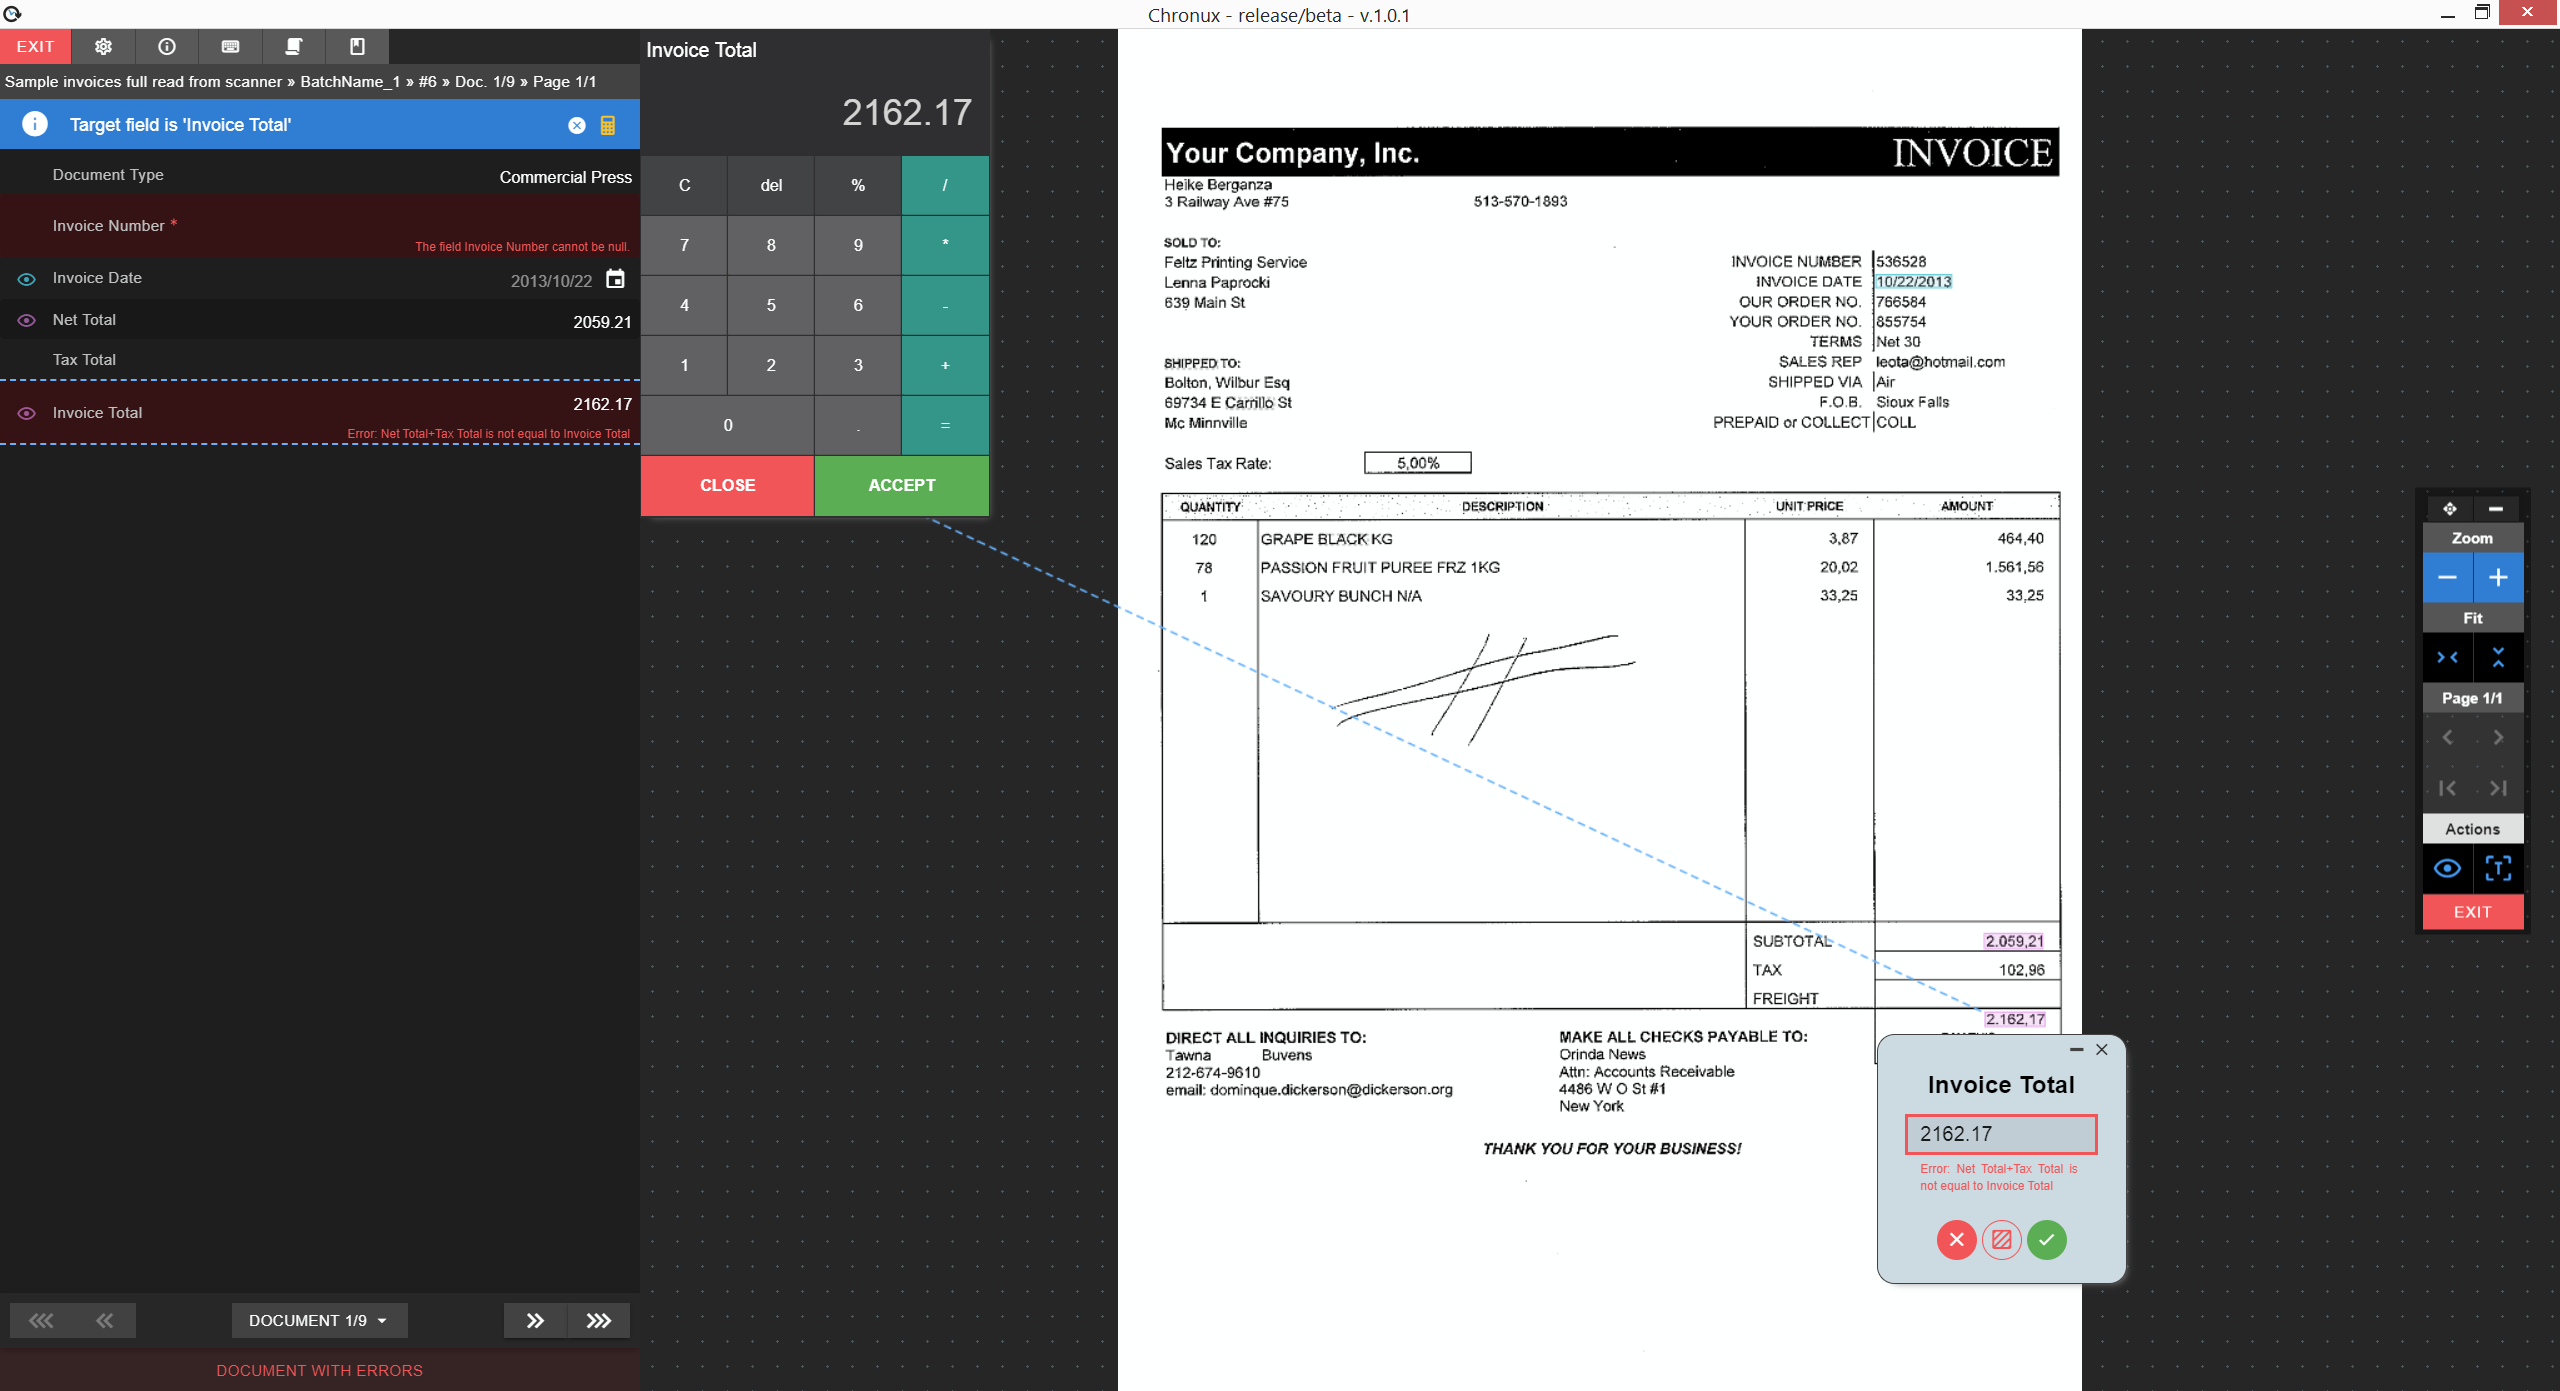 Chronux - release/beta - v.1.0.1
EXIT
Sample invoices full read from scanner » BatchName_1 » #6 » Doc. 1/9 » Page 1/1
Target field is 'Invoice Total'
Document Type
Commercial Press
Invoice Number *
The field Invoice Number cannot be null.
Invoice Date
2013/10/22
Net Total
2059.21
Tax Total
Invoice Total
2162.17
Error: Net Total+Tax Total is not equal to Invoice Total
DOCUMENT 1/9
DOCUMENT WITH ERRORS
Invoice Total
2162.17
C del % /
7 8 9 *
4 5 6 -
1 2 3 +
0 . =
CLOSE ACCEPT
Your Company, Inc. INVOICE
Heike Berganza
3 Railway Ave #75 513-570-1893
SOLD TO:
Feltz Printing Service
Lenna Paprocki
639 Main St
INVOICE NUMBER 536528
INVOICE DATE 10/22/2013
OUR ORDER NO. 766584
YOUR ORDER NO. 855754
TERMS Net 30
SALES REP leota@hotmail.com
SHIPPED VIA Air
F.O.B. Sioux Falls
PREPAID or COLLECT COLL
SHIPPED TO:
Bolton, Wilbur Esq
69734 E Carrillo St
Mc Minnville
Sales Tax Rate: 5,00%
QUANTITY DESCRIPTION UNIT PRICE AMOUNT
120 GRAPE BLACK KG 3,87 464,40
78 PASSION FRUIT PUREE FRZ 1KG 20,02 1.561,56
1 SAVOURY BUNCH N/A 33,25 33,25
SUBTOTAL 2.059,21
TAX 102,96
FREIGHT
2.162,17
DIRECT ALL INQUIRIES TO:
Tawna Buvens
212-674-9610
email: dominque.dickerson@dickerson.org
MAKE ALL CHECKS PAYABLE TO:
Orinda News
Attn: Accounts Receivable
4486 W O St #1
New York
THANK YOU FOR YOUR BUSINESS!
Invoice Total
2162.17
Error: Net Total+Tax Total is
not equal to Invoice Total
Zoom
Fit
Page 1/1
Actions
EXIT